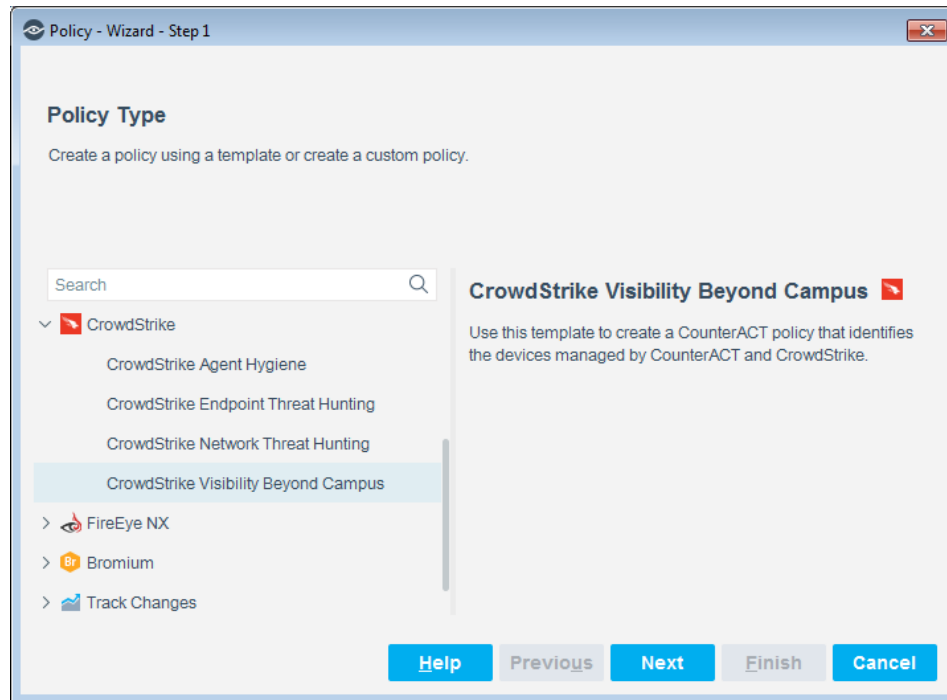 Policy - Wizard - Step 1
Policy Type
Create a policy using a template or create a custom policy.
Search
CrowdStrike
CrowdStrike Agent Hygiene
CrowdStrike Endpoint Threat Hunting
CrowdStrike Network Threat Hunting
CrowdStrike Visibility Beyond Campus
FireEye NX
Br Bromium
Track Changes
CrowdStrike Visibility Beyond Campus
Use this template to create a CounterACT policy that identifies
the devices managed by CounterACT and CrowdStrike.
Help Previous Next Finish Cancel